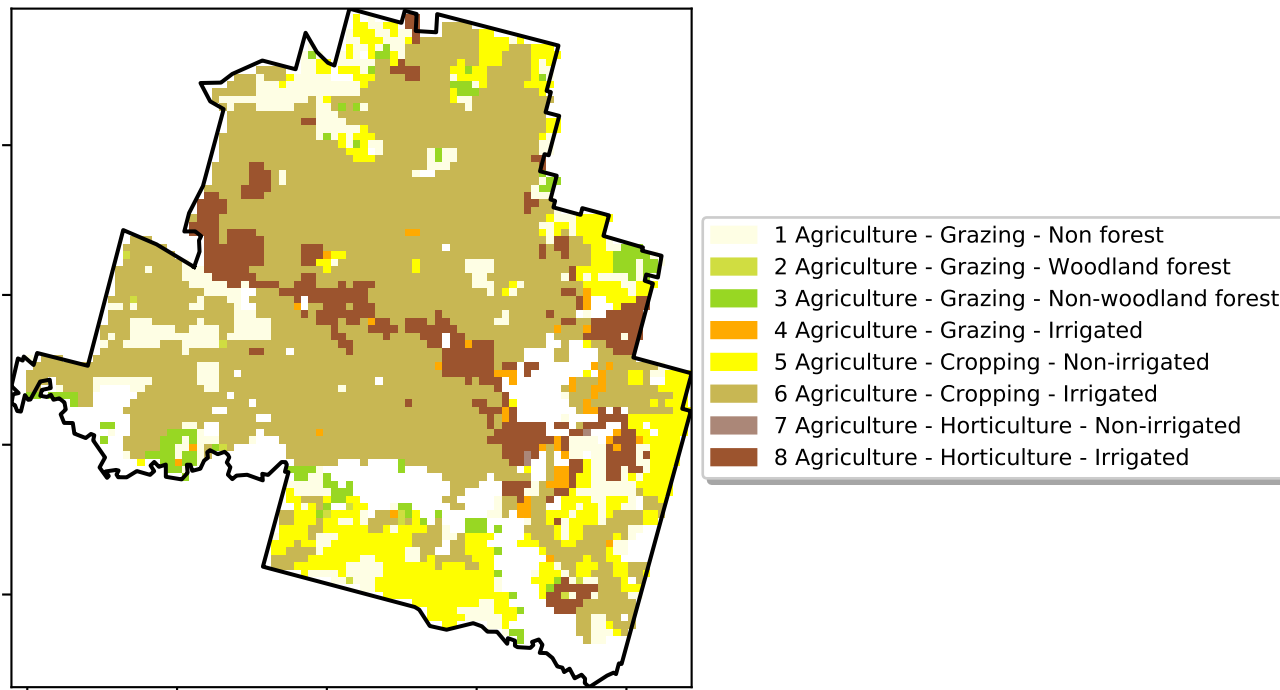 1 Agriculture - Grazing - Non forest
2 Agriculture - Grazing - Woodland forest
3 Agriculture - Grazing - Non-woodland forest
4 Agriculture - Grazing - Irrigated
5 Agriculture - Cropping - Non-irrigated
6 Agriculture - Cropping - Irrigated
7 Agriculture - Horticulture - Non-irrigated
8 Agriculture - Horticulture - Irrigated